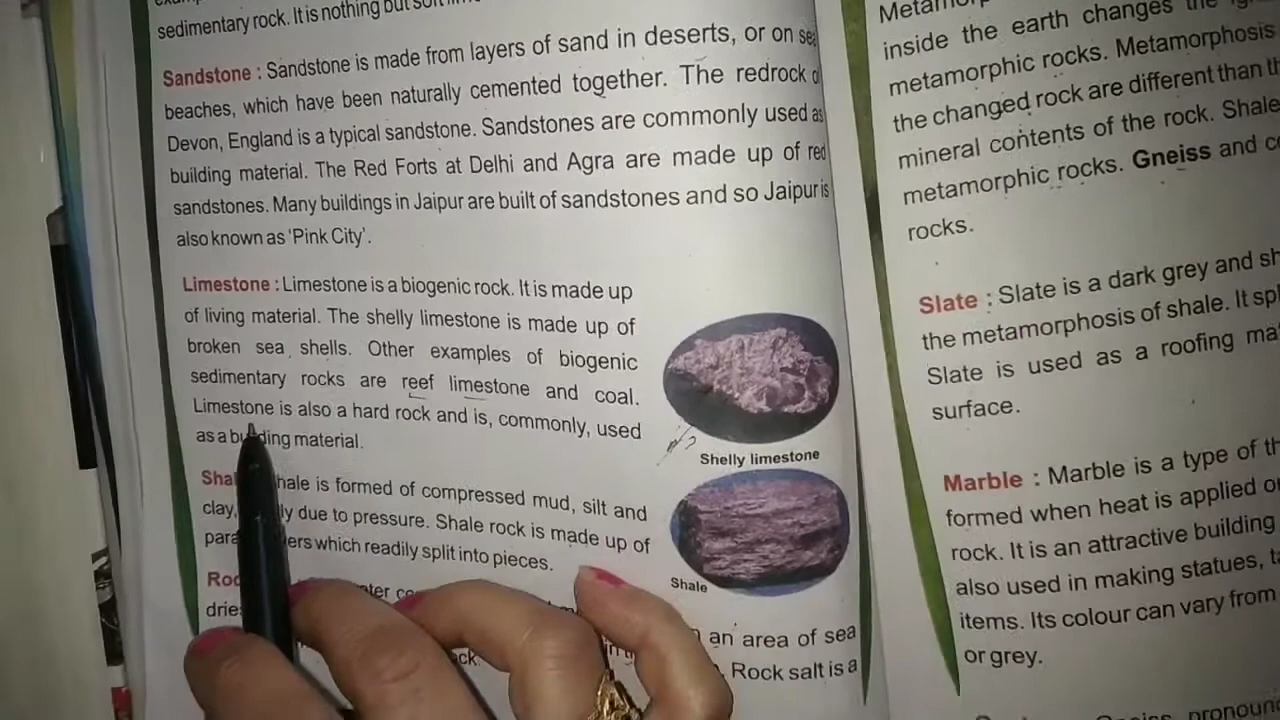 sedimentary rock. It is nothing but
Sandstone : Sandstone is made from layers of sand in deserts, or on sea
beaches, which have been naturally cemented together. The redrock
Devon, England is a typical sandstone. Sandstones are commonly used as
building material. The Red Forts at Delhi and Agra are made up of red
sandstones. Many buildings in Jaipur are built of sandstones and so Jaipur is
also known as 'Pink City'.
Limestone : Limestone is a biogenic rock. It is made up
of living material. The shelly limestone is made up of
broken sea shells. Other examples of biogenic
sedimentary rocks are reef limestone and coal.
Limestone is also a hard rock and is, commonly, used
as a building material.
Shelly limestone
hale is formed of compressed mud, silt and
clay, due to pressure. Shale rock is made up of
which readily split into pieces.
Shale
an area of sea
Rock salt is a
inside the earth changes the
metamorphic rocks. Metamorphosis
the changed rock are different than
mineral contents of the rock. Shale
metamorphic rocks. Gneiss and
rocks.
Slate : Slate is a dark grey and
the metamorphosis of shale. It
Slate is used as a roofing
surface.
Marble : Marble is a type of
formed when heat is applied
rock. It is an attractive building
also used in making statues,
items. Its colour can vary from
or grey.